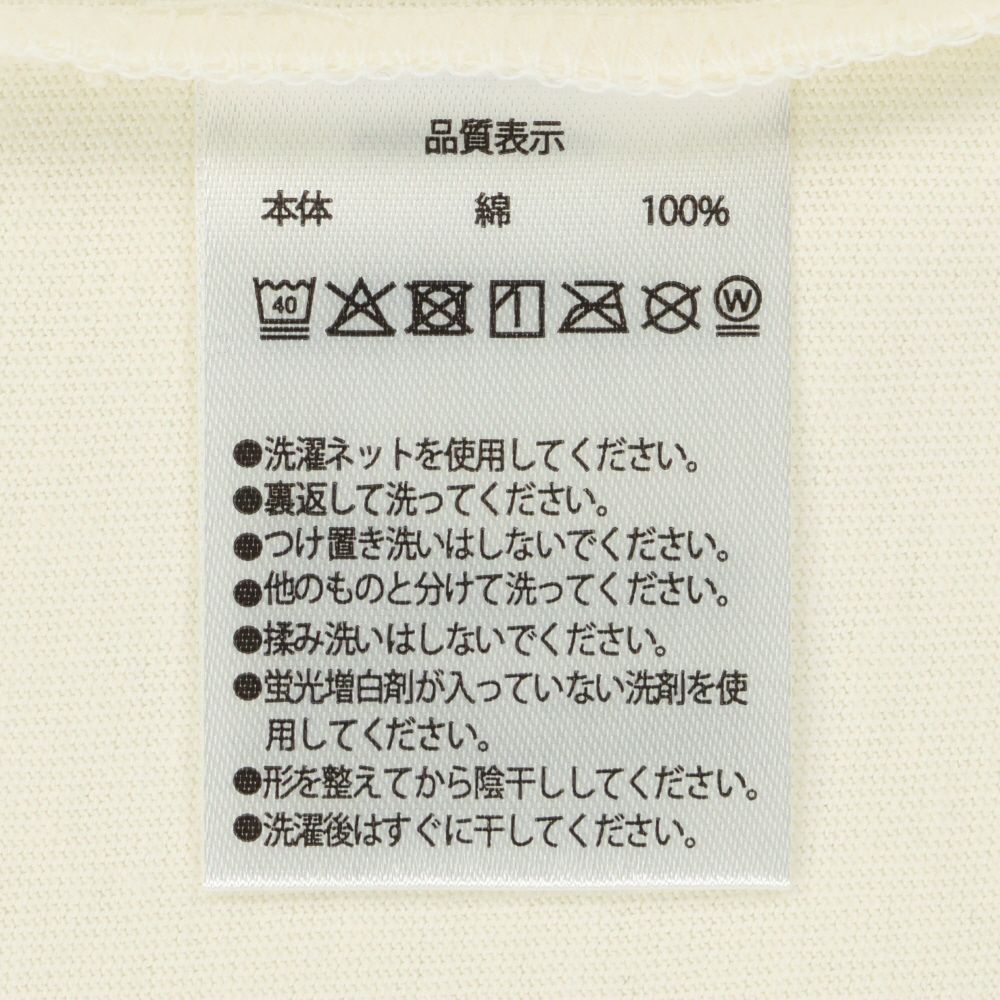 品質表示
本体 綿 100%
40 W
●洗濯ネットを使用してください。
●裏返して洗ってください。
●つけ置き洗いはしないでください。
●他のものと分けて洗ってください。
●揉み洗いはしないでください。
●蛍光増白剤が入っていない洗剤を使
用してください。
●形を整えてから陰干ししてください。
●洗濯後はすぐに干してください。